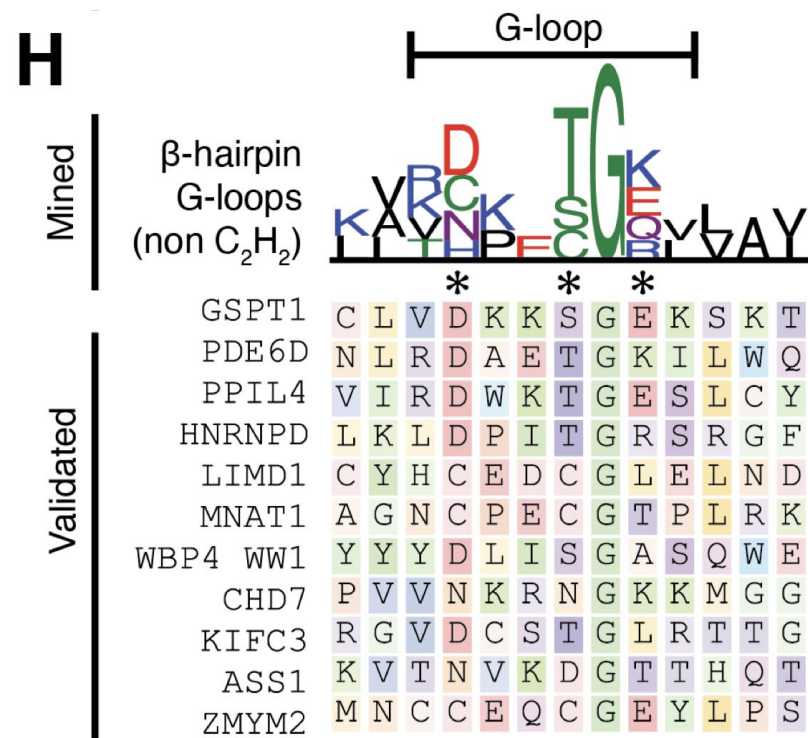 H
G-loop
Mined
β-hairpin
G-loops
(non C₂H₂)
D
R C T G K
K K N K S E
Q
K V H P E C R L V A Y
* * *
Validated
GSPT1 C L V D K K S G E K S K T
PDE6D N L R D A E T G K I L W Q
PPIL4 V I R D W K T G E S L C Y
HNRNPD L K L D P I T G R S R G F
LIMD1 C Y H C E D C G L E L N D
MNAT1 A G N C P E C G T P L R K
WBP4 WW1 Y Y Y D L I S G A S Q W E
CHD7 P V V N K R N G K K M G G
KIFC3 R G V D C S T G L R T T G
ASS1 K V T N V K D G T T H Q T
ZMYM2 M N C C E Q C G E Y L P S